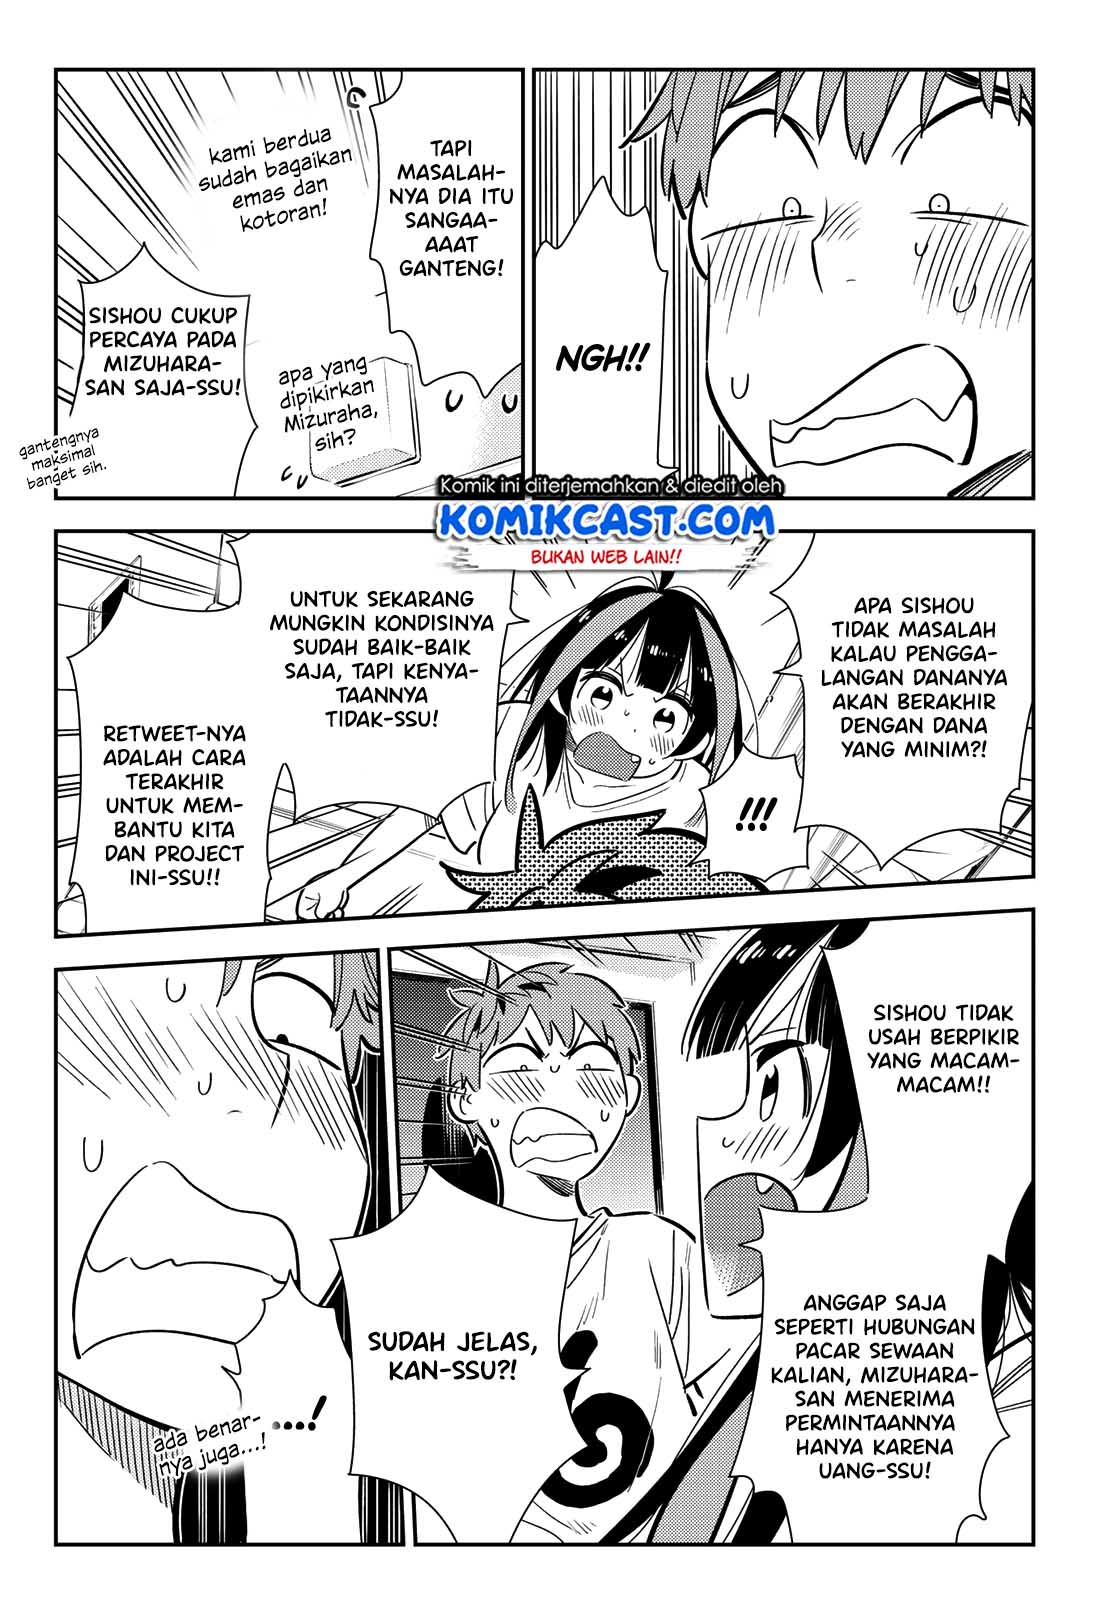 NGH!!
TAPI
MASALAH-
NYA DIA ITU
SANGAA-
AAAT
GANTENG!
kami berdua
sudah bagaikan
emas dan
kotoran!
apa yang
dipikirkan
Mizuraha,
sih?
SISHOU CUKUP
PERCAYA PADA
MIZUHARA-
SAN SAJA-SSU!
gantengnya
maksimal
banget sih.
Komik ini diterjemahkan & diedit oleh
KOMIKCAST.COM
BUKAN WEB LAIN!!
APA SISHOU
TIDAK MASALAH
KALAU PENGGA-
LANGAN DANANYA
AKAN BERAKHIR
DENGAN DANA
YANG MINIM?!
!!!
UNTUK SEKARANG
MUNGKIN KONDISINYA
SUDAH BAIK-BAIK
SAJA, TAPI KENYA-
TAANNYA
TIDAK-SSU!
RETWEET-NYA
ADALAH CARA
TERAKHIR
UNTUK MEM-
BANTU KITA
DAN PROJECT
INI-SSU!!
SISHOU TIDAK
USAH BERPIKIR
YANG MACAM-
MACAM!!
ANGGAP SAJA
SEPERTI HUBUNGAN
PACAR SEWAAN
KALIAN, MIZUHARA-
SAN MENERIMA
PERMINTAANNYA
HANYA KARENA
UANG-SSU!
SUDAH JELAS,
KAN-SSU?!
....!
ada benar-
nya juga...!